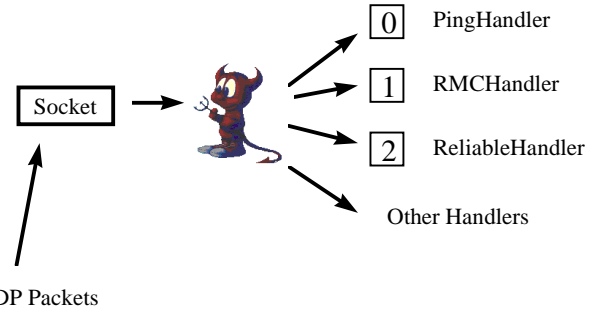 0 PingHandler
Socket
1 RMCHandler
2 ReliableHandler
Other Handlers
DP Packets